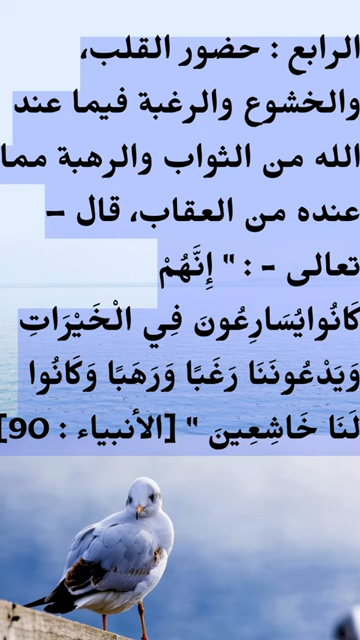 الرابع : حضور القلب،
والخشوع والرغبة فيما عند
الله من الثواب والرهبة مما
عنده من العقاب، قال –
تعالى – : " إِنَّهُمْ
كَانُوايُسَارِعُونَ فِي الْخَيْرَاتِ
وَيَدْعُونَنَا رَغَبًا وَرَهَبًا وَكَانُوا
لَنَا خَاشِعِينَ " [الأنبياء : 90]